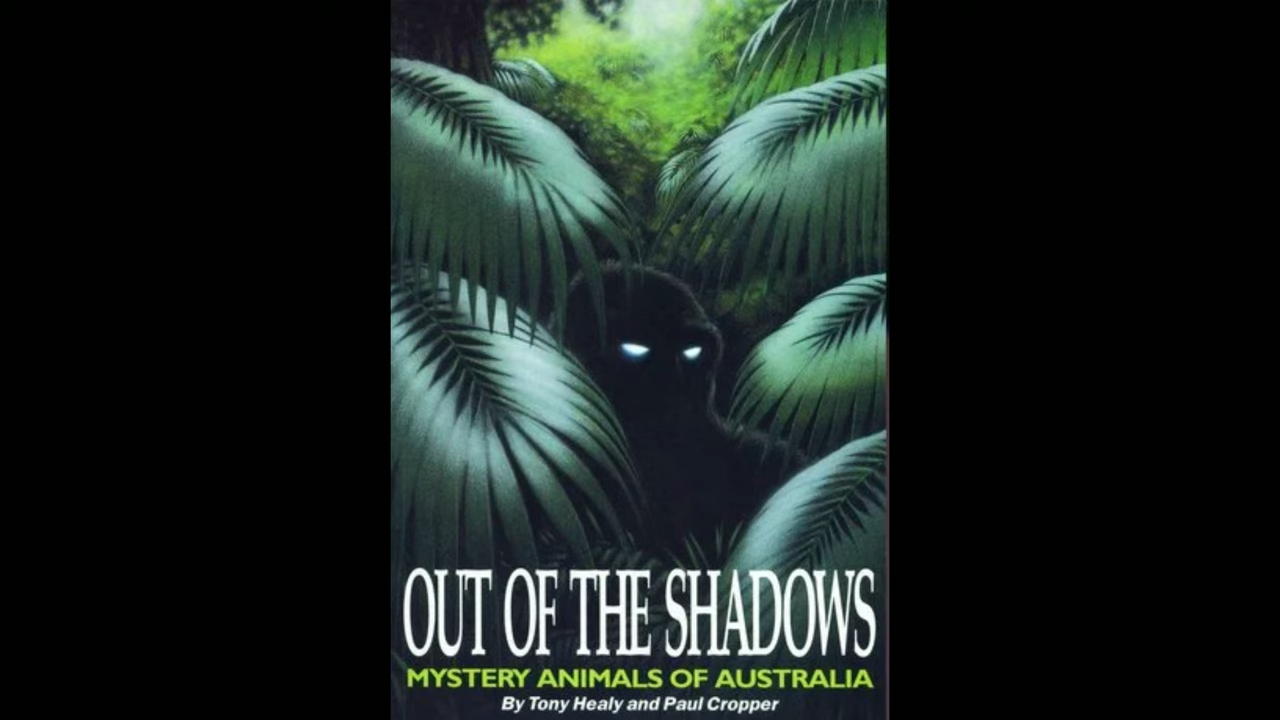 OUT OF THE SHADOWS
MYSTERY ANIMALS OF AUSTRALIA
By Tony Healy and Paul Cropper